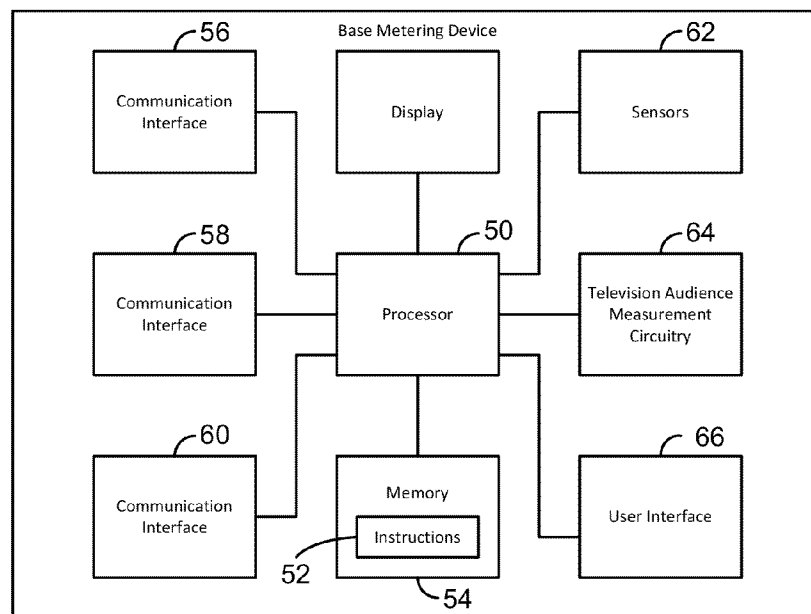 Base Metering Device
56
Communication
Interface
Display
62
Sensors
58
Communication
Interface
50
Processor
64
Television Audience
Measurement
Circuitry
60
Communication
Interface
Memory
Instructions
52
54
66
User Interface